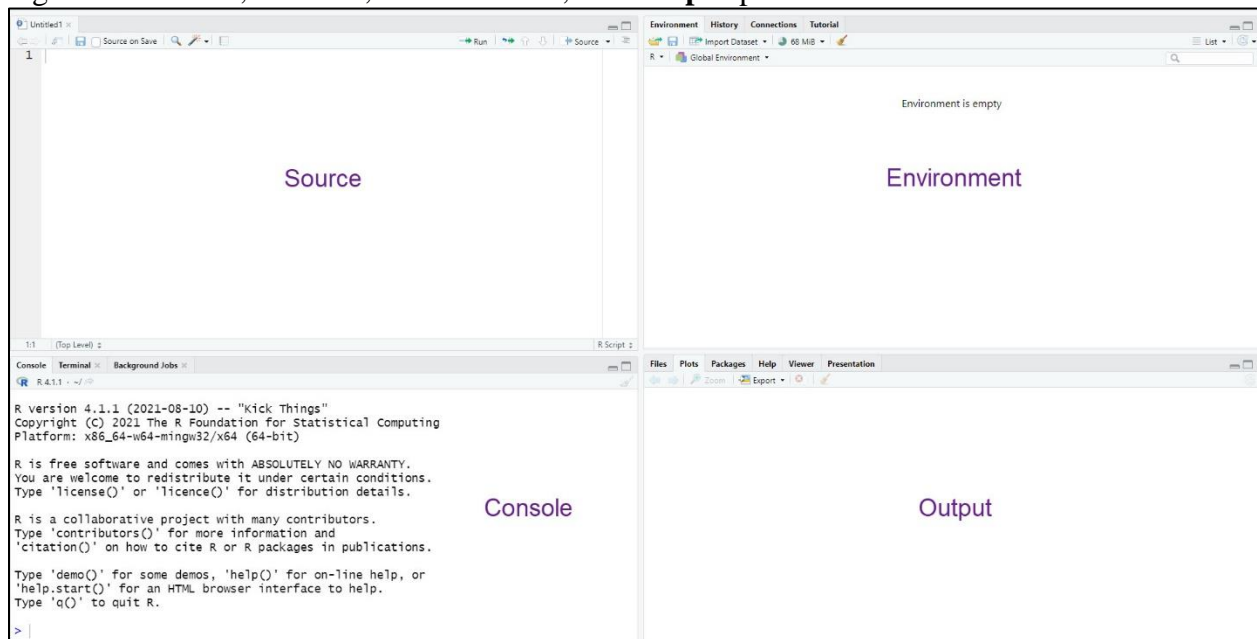 Untitled1
Source on Save
Run
Source
1
Source
1:1 (Top Level)
R Script
Environment History Connections Tutorial
Import Dataset
68 MiB
List
R
Global Environment
Environment is empty
Environment
Console Terminal Background Jobs
R 4.1.1 · ~/
R version 4.1.1 (2021-08-10) -- "Kick Things"
Copyright (C) 2021 The R Foundation for Statistical Computing
Platform: x86_64-w64-mingw32/x64 (64-bit)
R is free software and comes with ABSOLUTELY NO WARRANTY.
You are welcome to redistribute it under certain conditions.
Type 'license()' or 'licence()' for distribution details.
R is a collaborative project with many contributors.
Type 'contributors()' for more information and
'citation()' on how to cite R or R packages in publications.
Type 'demo()' for some demos, 'help()' for on-line help, or
'help.start()' for an HTML browser interface to help.
Type 'q()' to quit R.
>
Console
Files Plots Packages Help Viewer Presentation
Zoom
Export
Output